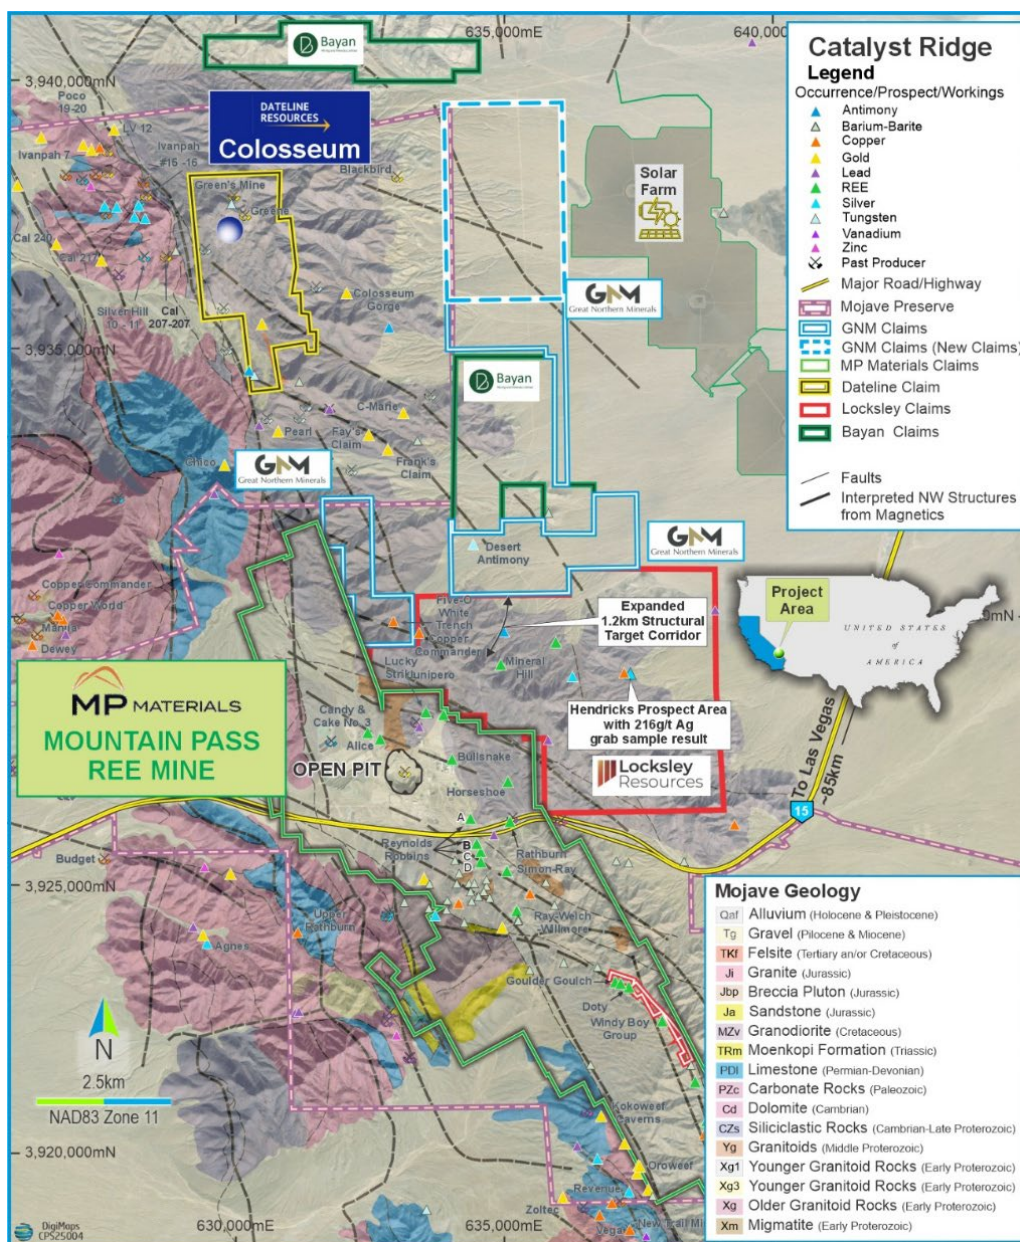 Bayan
635,000mE
640,000mE
3,940,000mN
Poco
19-20
LV 12
Ivanpah 7
Ivanpah
#15 -16
DATELINE
RESOURCES
Colosseum
Blackbird
Green's Mine
Greene
Solar
Farm
Cal 240
Cal 217
Silver Hill
10 - 11
Cal
207-207
Colosseum
Gorge
GNM
Great Northern Minerals
3,935,000mN
Bayan
C-Marie
Pearl
Fay's
Claim
Frank's
Claim
Chico
GNM
Great Northern Minerals
GNM
Great Northern Minerals
Desert
Antimony
Copper Commander
Copper World
Dewey
Five-O
White
Trench
Copper
Commander
Expanded
1.2km Structural
Target Corridor
Mineral
Hill
Hendricks Prospect Area
with 216g/t Ag
grab sample result
Locksley
Resources
MP MATERIALS
MOUNTAIN PASS
REE MINE
Candy &
Cake No. 3
Alice
OPEN PIT
Bullsnake
Horseshoe
A
B
C
D
Reynolds
Robbins
Rathburn
Simon-Ray
Budget
3,925,000mN
Upper
Rathburn
Agnes
Ray-Welch
-Willmore
Goulder Goulch
Doty
Windy Boy
Group
Kokoweef
Caverns
Oroweef
Revenue
Zoltec
Vega
3,920,000mN
630,000mE
635,000mE
N
2.5km
NAD83 Zone 11
DigiMaps
CPS25004
Catalyst Ridge
Legend
Occurrence/Prospect/Workings
Antimony
Barium-Barite
Copper
Gold
Lead
REE
Silver
Tungsten
Vanadium
Zinc
Past Producer
Major Road/Highway
Mojave Preserve
GNM Claims
GNM Claims (New Claims)
MP Materials Claims
Dateline Claim
Locksley Claims
Bayan Claims
Faults
Interpreted NW Structures
from Magnetics
Project
Area
UNITED STATES
of
AMERICA
To Las Vegas
~85km
15
Mojave Geology
Qaf Alluvium (Holocene & Pleistocene)
Tg Gravel (Pilocene & Miocene)
TKf Felsite (Tertiary an/or Cretaceous)
Ji Granite (Jurassic)
Jbp Breccia Pluton (Jurassic)
Ja Sandstone (Jurassic)
MZv Granodiorite (Cretaceous)
TRm Moenkopi Formation (Triassic)
PDl Limestone (Permian-Devonian)
PZc Carbonate Rocks (Paleozoic)
Cd Dolomite (Cambrian)
CZs Siliciclastic Rocks (Cambrian-Late Proterozoic)
Yg Granitoids (Middle Proterozoic)
Xg1 Younger Granitoid Rocks (Early Proterozoic)
Xg3 Younger Granitoid Rocks (Early Proterozoic)
Xg Older Granitoid Rocks (Early Proterozoic)
Xm Migmatite (Early Proterozoic)